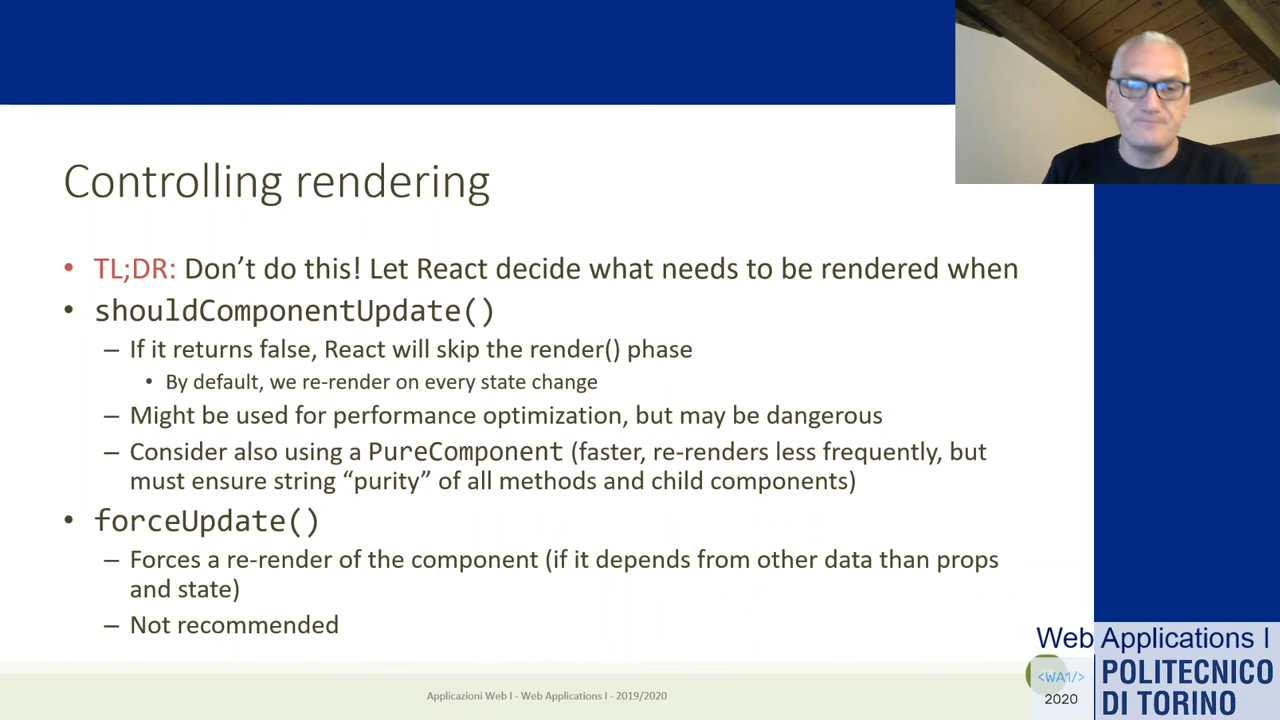 Controlling rendering
• TL;DR: Don't do this! Let React decide what needs to be rendered when
• shouldComponentUpdate()
– If it returns false, React will skip the render() phase
• By default, we re-render on every state change
– Might be used for performance optimization, but may be dangerous
– Consider also using a PureComponent (faster, re-renders less frequently, but
must ensure string “purity” of all methods and child components)
• forceUpdate()
– Forces a re-render of the component (if it depends from other data than props
and state)
– Not recommended
Applicazioni Web I - Web Applications I - 2019/2020
Web Applications I
<WA1/>
2020
POLITECNICO
DI TORINO